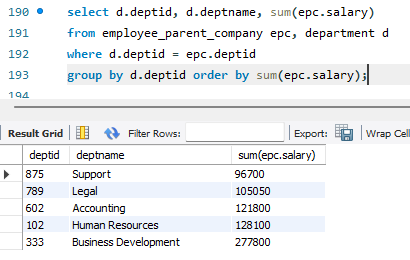 190 select d.deptid, d.deptname, sum(epc.salary)
191 from employee_parent_company epc, department d
192 where d.deptid = epc.deptid
193 group by d.deptid order by sum(epc.salary);
194
Result Grid Filter Rows: Export: Wrap Cel
deptid deptname sum(epc.salary)
875 Support 96700
789 Legal 105050
602 Accounting 121800
102 Human Resources 128100
333 Business Development 277800